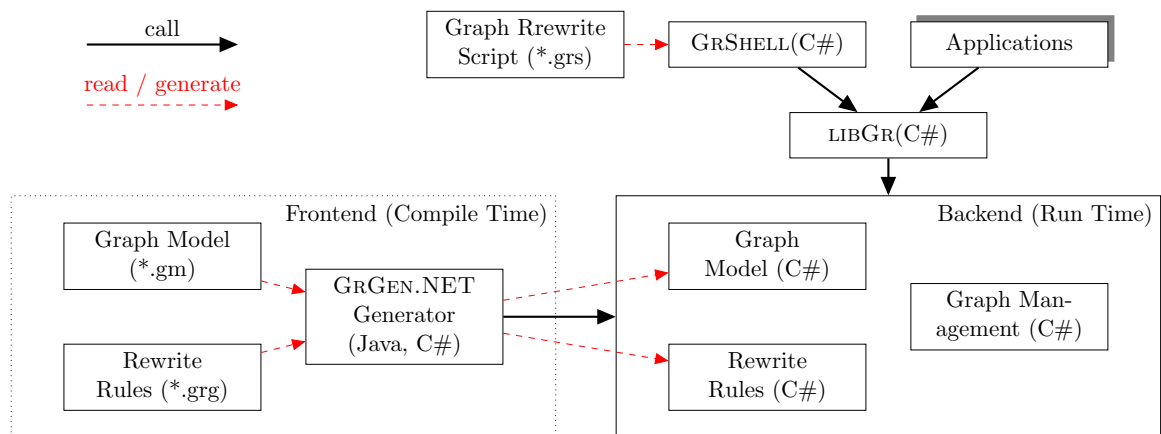 call
read / generate
Graph Rrewrite
Script (*.grs)
GRSHELL(C#)
Applications
LIBGR(C#)
Frontend (Compile Time)
Backend (Run Time)
Graph Model
(*.gm)
GRGEN.NET
Generator
(Java, C#)
Rewrite
Rules (*.grg)
Graph
Model (C#)
Graph Man-
agement (C#)
Rewrite
Rules (C#)